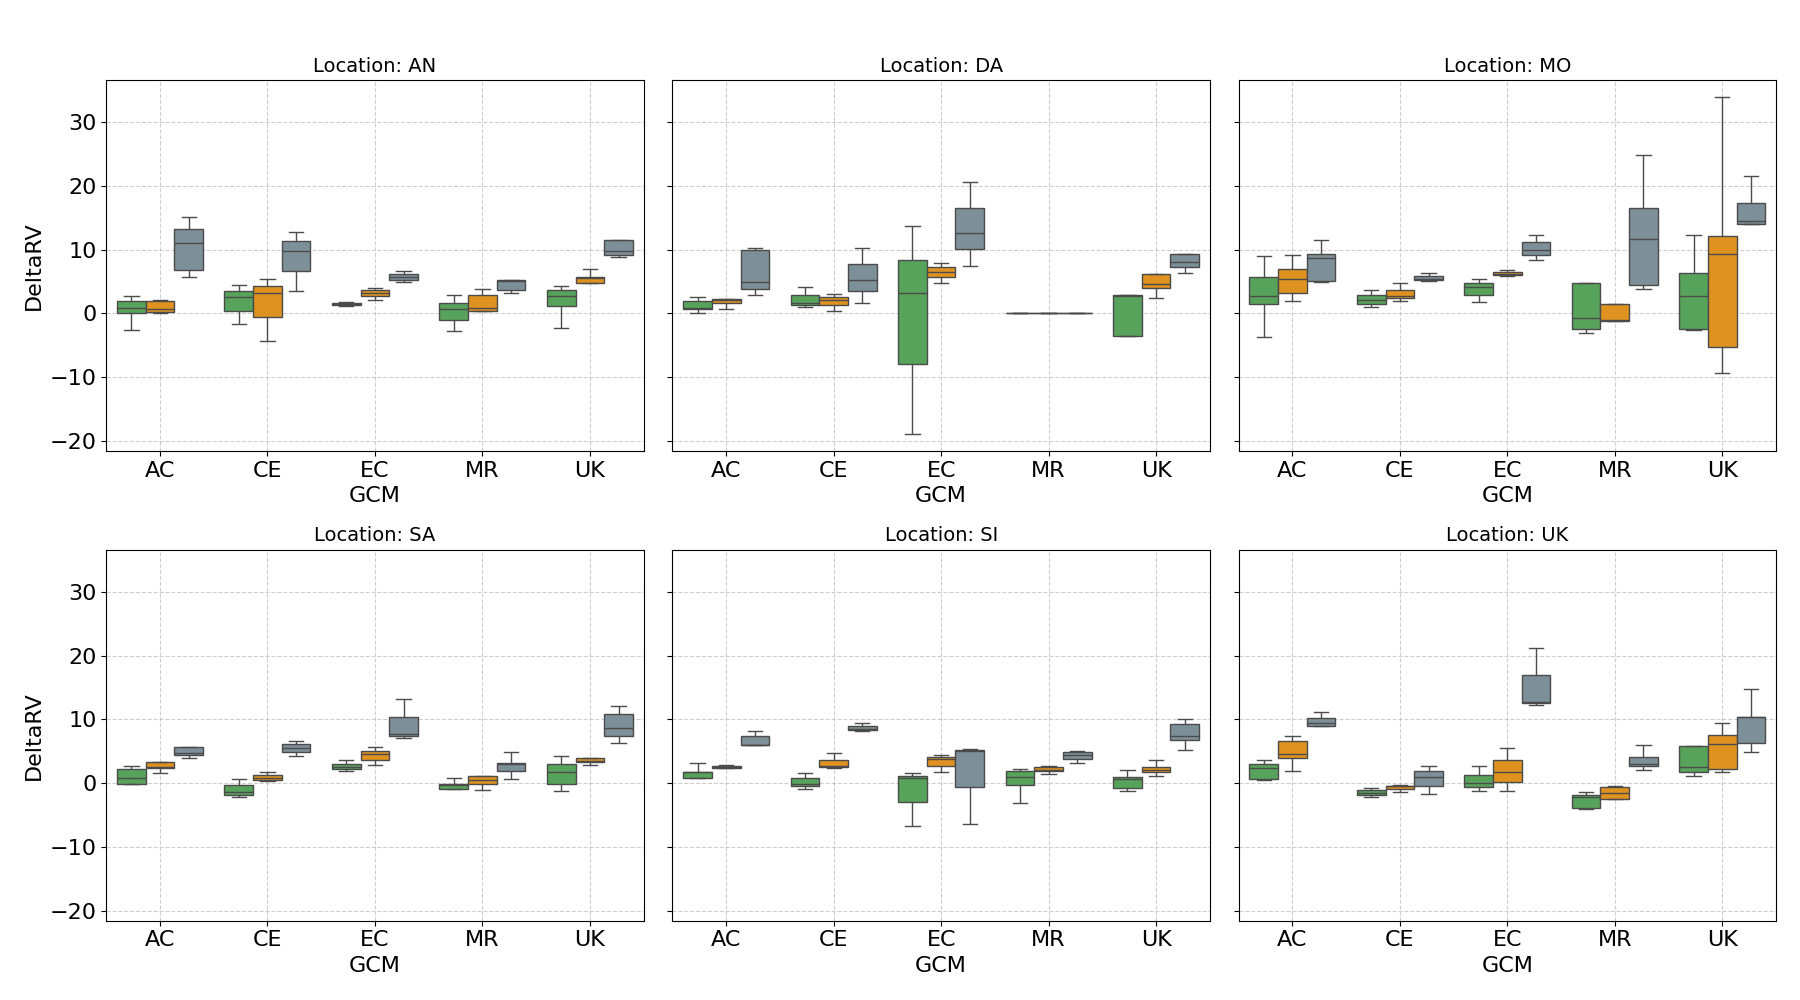 Location: AN
Location: DA
Location: MO
DeltaRV
30
20
10
0
−10
−20
AC CE EC MR UK
GCM
AC CE EC MR UK
GCM
AC CE EC MR UK
GCM
Location: SA
Location: SI
Location: UK
DeltaRV
30
20
10
0
−10
−20
AC CE EC MR UK
GCM
AC CE EC MR UK
GCM
AC CE EC MR UK
GCM